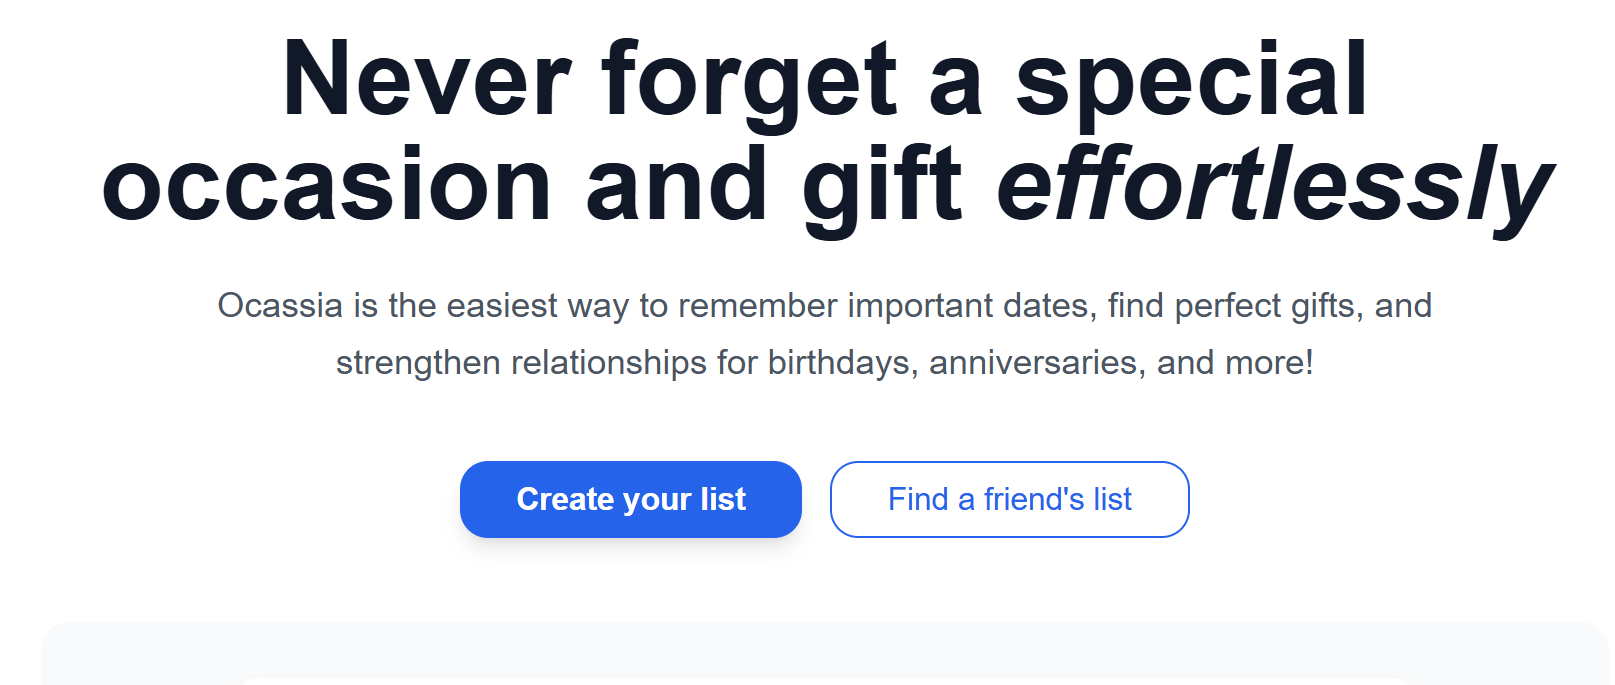 Never forget a special
occasion and gift effortlessly
Ocassia is the easiest way to remember important dates, find perfect gifts, and
strengthen relationships for birthdays, anniversaries, and more!
Create your list
Find a friend's list